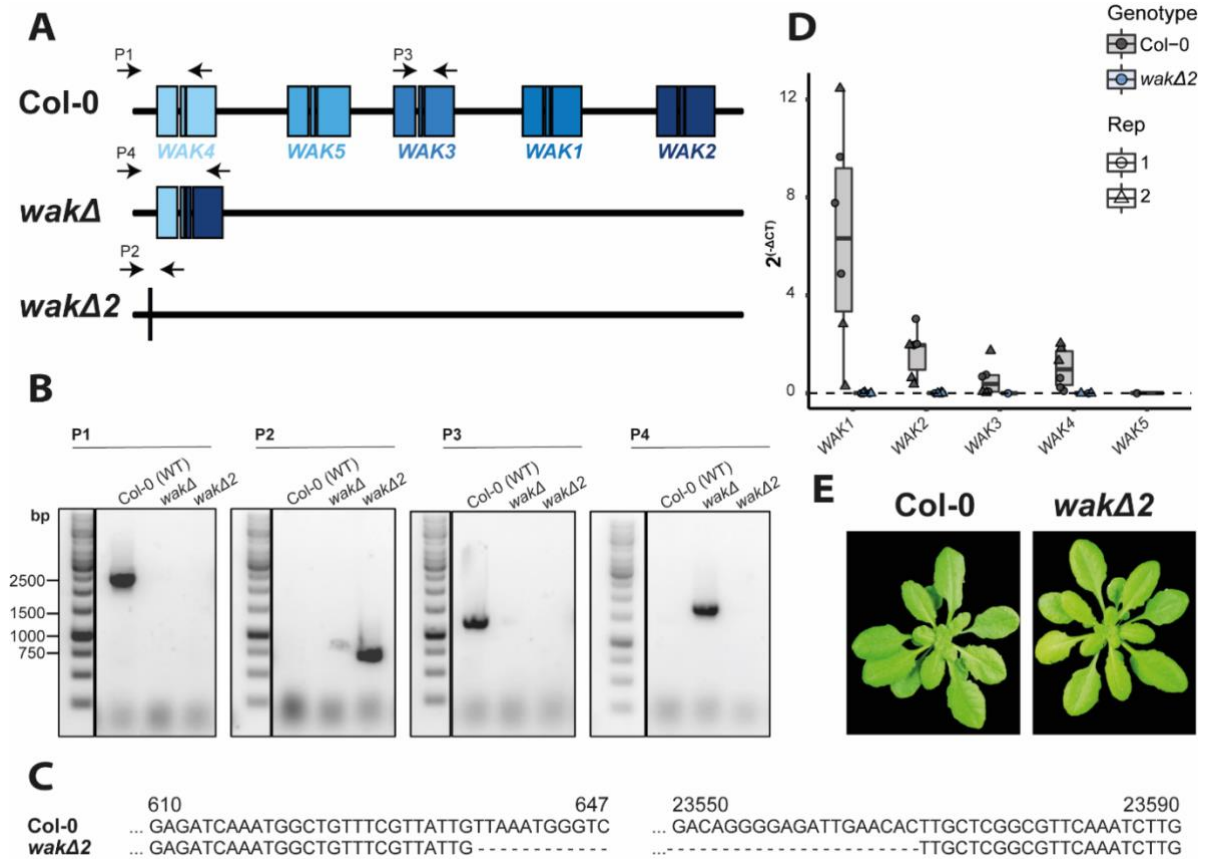 A
P1
P3
Col-0
WAK4 WAK5 WAK3 WAK1 WAK2
P4
wakΔ
P2
wakΔ2
B
P1 P2 P3 P4
Col-0 (WT) wakΔ wakΔ2 Col-0 (WT) wakΔ wakΔ2 Col-0 (WT) wakΔ wakΔ2 Col-0 (WT) wakΔ wakΔ2
bp
2500
1500
1000
750
C
610 647 23550 23590
Col-0 ... GAGATCAAATGGCTGTTTCGTTATTGTTAAATGGGTC ... GACAGGGGAGATTGAACACTTGCTCGGCGTTCAAATCTTG
wakΔ2 ... GAGATCAAATGGCTGTTTCGTTATTG - - - - - - - - - - - ... - - - - - - - - - - - - - - - - - - - TTGCTCGGCGTTCAAATCTTG
D
Genotype
Col-0
wakΔ2
Rep
1
2
12
8
4
0
2(-ΔCT)
WAK1 WAK2 WAK3 WAK4 WAK5
E
Col-0 wakΔ2